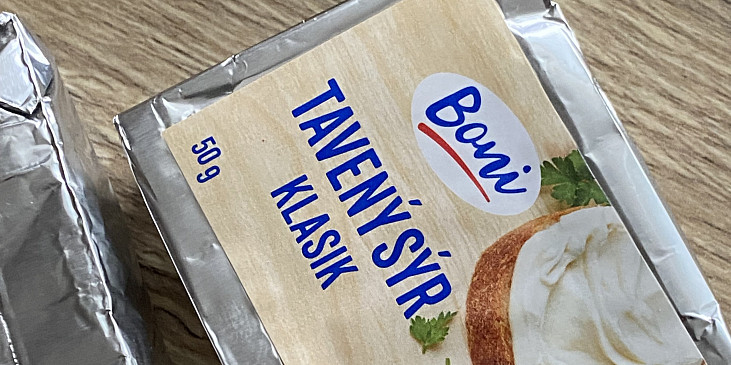 Boni
TAVENÝ SÝR
KLASIK
50 g